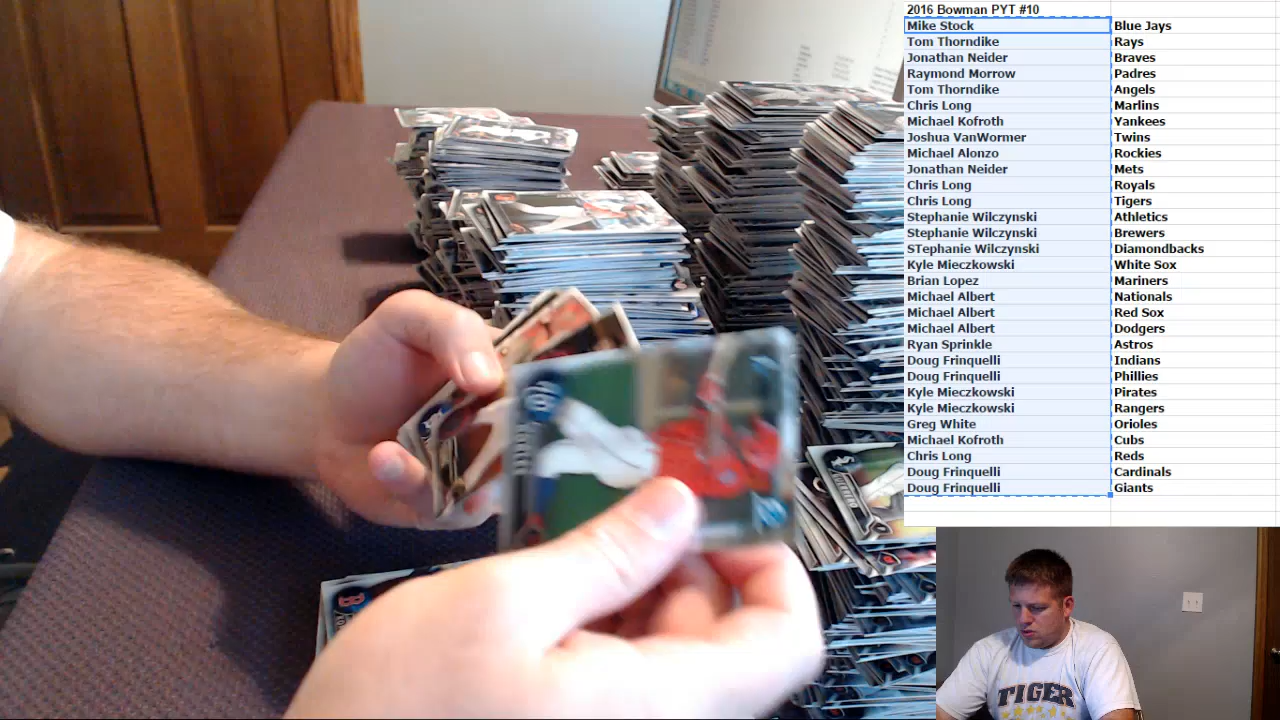 2016 Bowman PYT #10
Mike Stock Blue Jays
Tom Thorndike Rays
Jonathan Neider Braves
Raymond Morrow Padres
Tom Thorndike Angels
Chris Long Marlins
Michael Kofroth Yankees
Joshua VanWormer Twins
Michael Alonzo Rockies
Jonathan Neider Mets
Chris Long Royals
Chris Long Tigers
Stephanie Wilczynski Athletics
Stephanie Wilczynski Brewers
STephanie Wilczynski Diamondbacks
Kyle Mieczkowski White Sox
Brian Lopez Mariners
Michael Albert Nationals
Michael Albert Red Sox
Michael Albert Dodgers
Ryan Sprinkle Astros
Doug Frinquelli Indians
Doug Frinquelli Phillies
Kyle Mieczkowski Pirates
Kyle Mieczkowski Rangers
Greg White Orioles
Michael Kofroth Cubs
Chris Long Reds
Doug Frinquelli Cardinals
Doug Frinquelli Giants
GUERRERO
TIGER